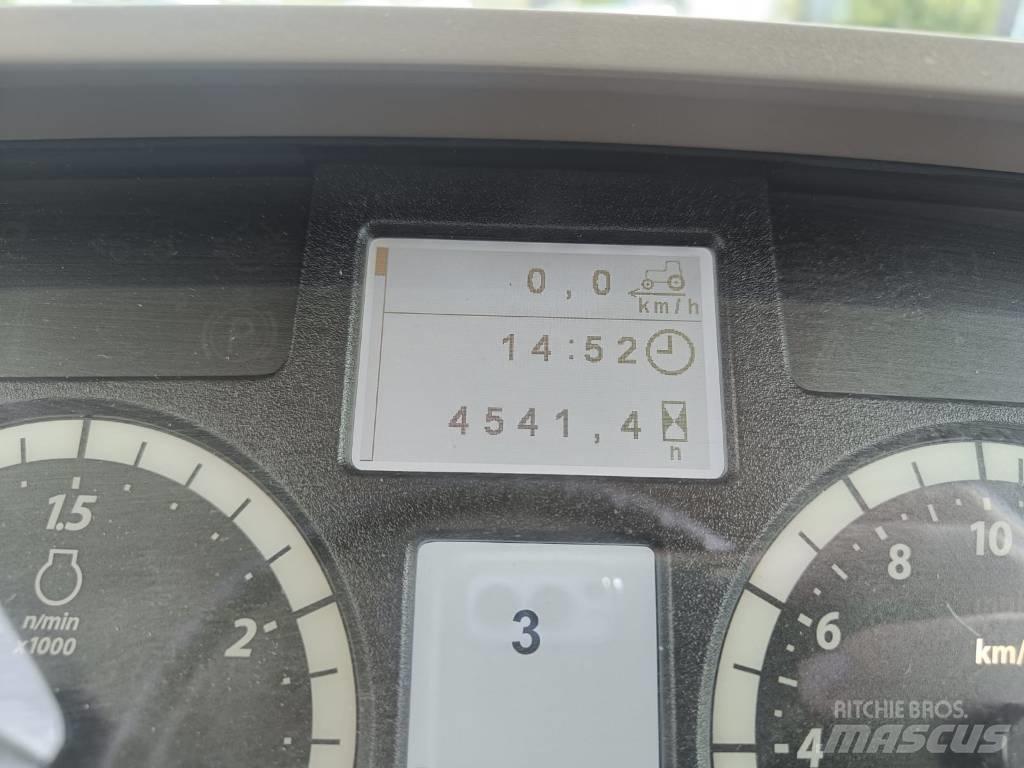 0,0 km/h
14:52
4541,4 h
P
1.5
n/min
x1000
2
3
10
8
6
4
km/
RITCHIE BROS.
MASCUS